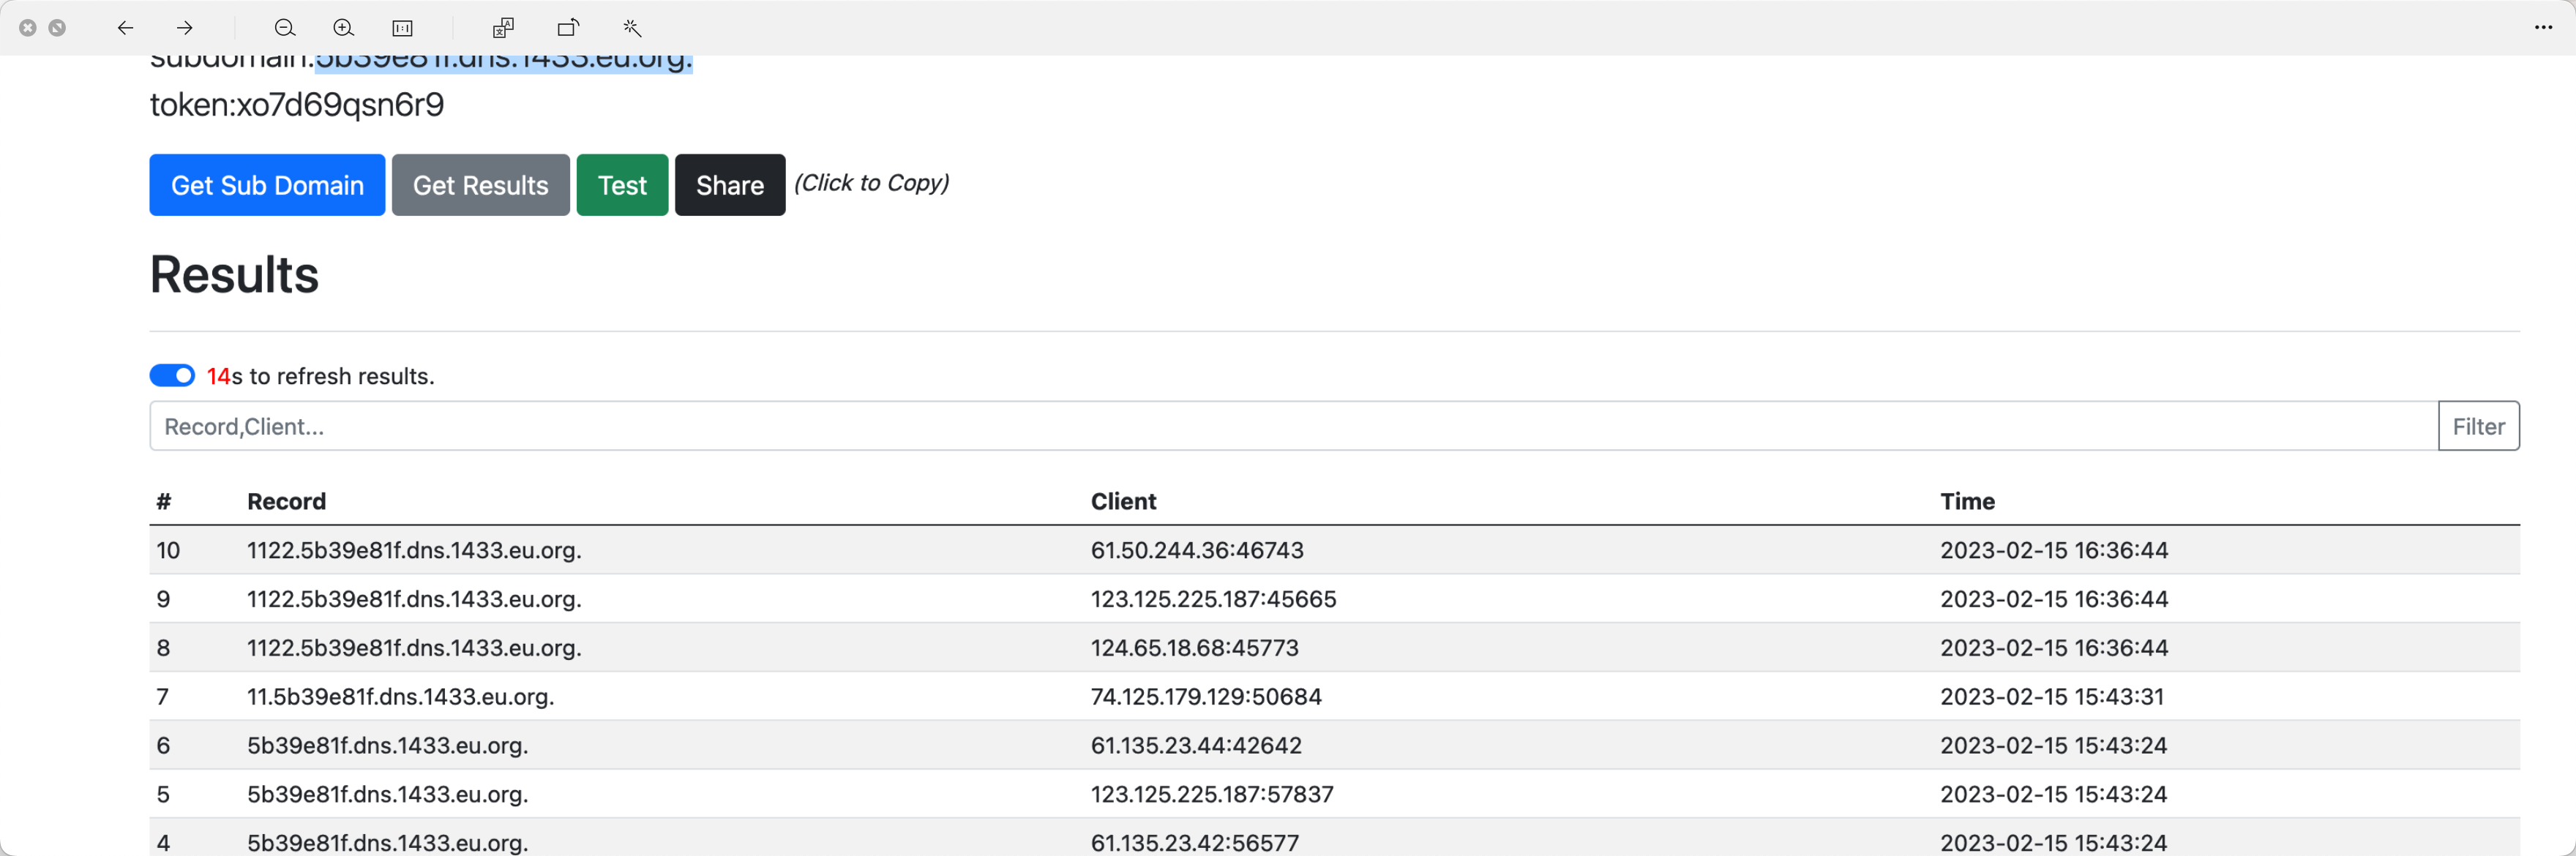 subdomain:5b39e81f.dns.1433.eu.org.
token:xo7d69qsn6r9
Get Sub Domain Get Results Test Share (Click to Copy)
Results
14s to refresh results.
Record,Client... Filter
# Record Client Time
10 1122.5b39e81f.dns.1433.eu.org. 61.50.244.36:46743 2023-02-15 16:36:44
9 1122.5b39e81f.dns.1433.eu.org. 123.125.225.187:45665 2023-02-15 16:36:44
8 1122.5b39e81f.dns.1433.eu.org. 124.65.18.68:45773 2023-02-15 16:36:44
7 11.5b39e81f.dns.1433.eu.org. 74.125.179.129:50684 2023-02-15 15:43:31
6 5b39e81f.dns.1433.eu.org. 61.135.23.44:42642 2023-02-15 15:43:24
5 5b39e81f.dns.1433.eu.org. 123.125.225.187:57837 2023-02-15 15:43:24
4 5b39e81f.dns.1433.eu.org. 61.135.23.42:56577 2023-02-15 15:43:24